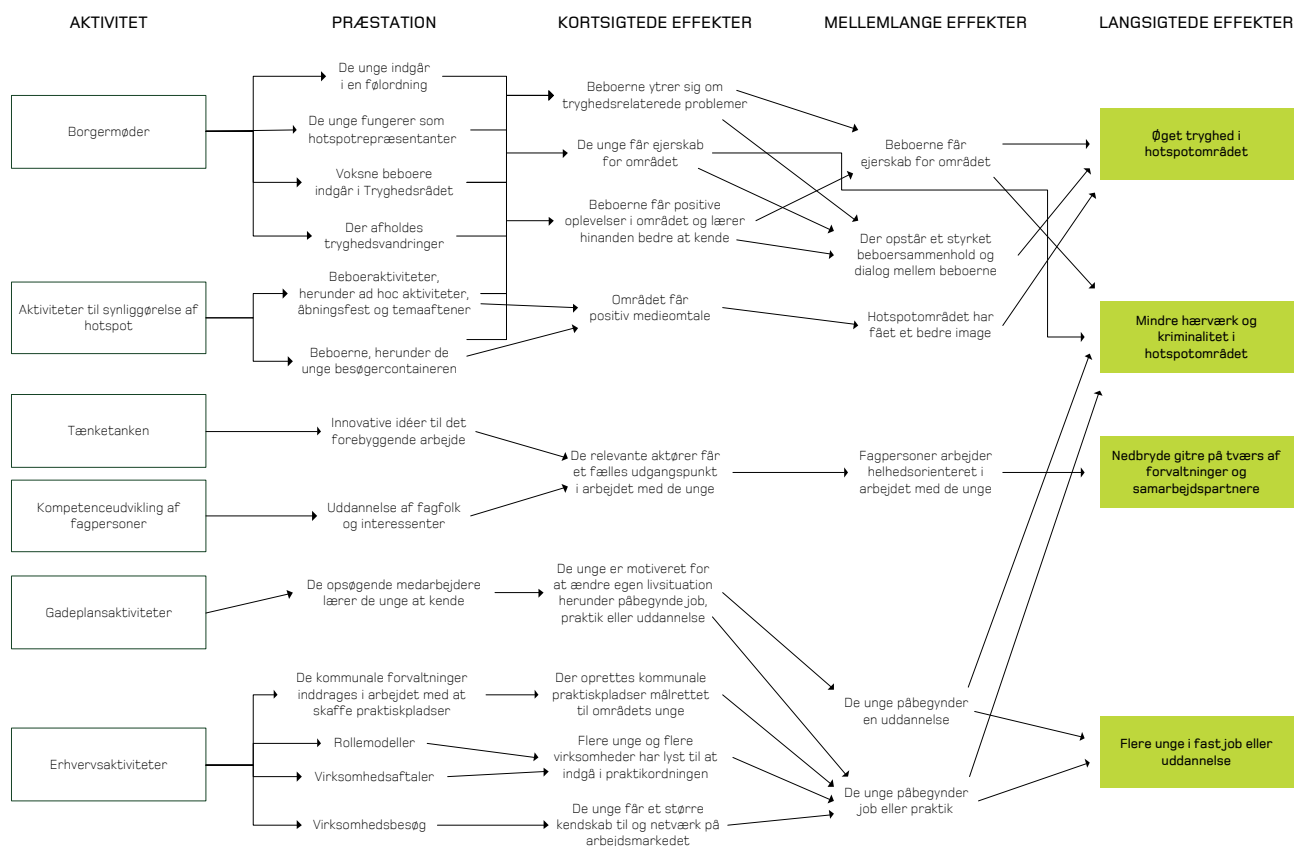 AKTIVITET
PRÆSTATION
KORTSIGTEDE EFFEKTER
MELLEMLANGE EFFEKTER
LANGSIGTEDE EFFEKTER
Borgermøder
Aktiviteter til synliggørelse af
hotspot
Tænketanken
Kompetenceudvikling af
fagpersoner
Gadeplansaktiviteter
Erhvervsaktiviteter
De unge indgår
i en følordning
De unge fungerer som
hotspotrepræsentanter
Voksne beboere
indgår i Tryghedsrådet
Der afholdes
tryghedsvandringer
Beboeraktiviteter,
herunder ad hoc aktiviteter,
åbningsfest og temaaftener
Beboerne, herunder de
unge besøgercontaineren
Innovative idéer til det
forebyggende arbejde
Uddannelse af fagfolk
og interessenter
De opsøgende medarbejdere
lærer de unge at kende
De kommunale forvaltninger
inddrages i arbejdet med at
skaffe praktiskpladser
Rollemodeller
Virksomhedsaftaler
Virksomhedsbesøg
Beboerne ytrer sig om
tryghedsrelaterede problemer
De unge får ejerskab
for området
Beboerne får positive
oplevelser i området og lærer
hinanden bedre at kende
Området får
positiv medieomtale
De relevante aktører får
et fælles udgangspunkt
i arbejdet med de unge
De unge er motiveret for
at ændre egen livsituation
herunder påbegynde job,
praktik eller uddannelse
Der oprettes kommunale
praktiskpladser målrettet
til områdets unge
Flere unge og flere
virksomheder har lyst til at
indgå i praktikordningen
De unge får et større
kendskab til og netværk på
arbejdsmarkedet
Beboerne får
ejerskab for området
Der opstår et styrket
beboersammenhold og
dialog mellem beboerne
Hotspotområdet har
fået et bedre image
Fagpersoner arbejder
helhedsorienteret i
arbejdet med de unge
De unge påbegynder
en uddannelse
De unge påbegynder
job eller praktik
Øget tryghed i
hotspotområdet
Mindre hærværk og
kriminalitet i
hotspotområdet
Nedbryde gitre på tværs af
forvaltninger og
samarbejdspartnere
Flere unge i fast job eller
uddannelse